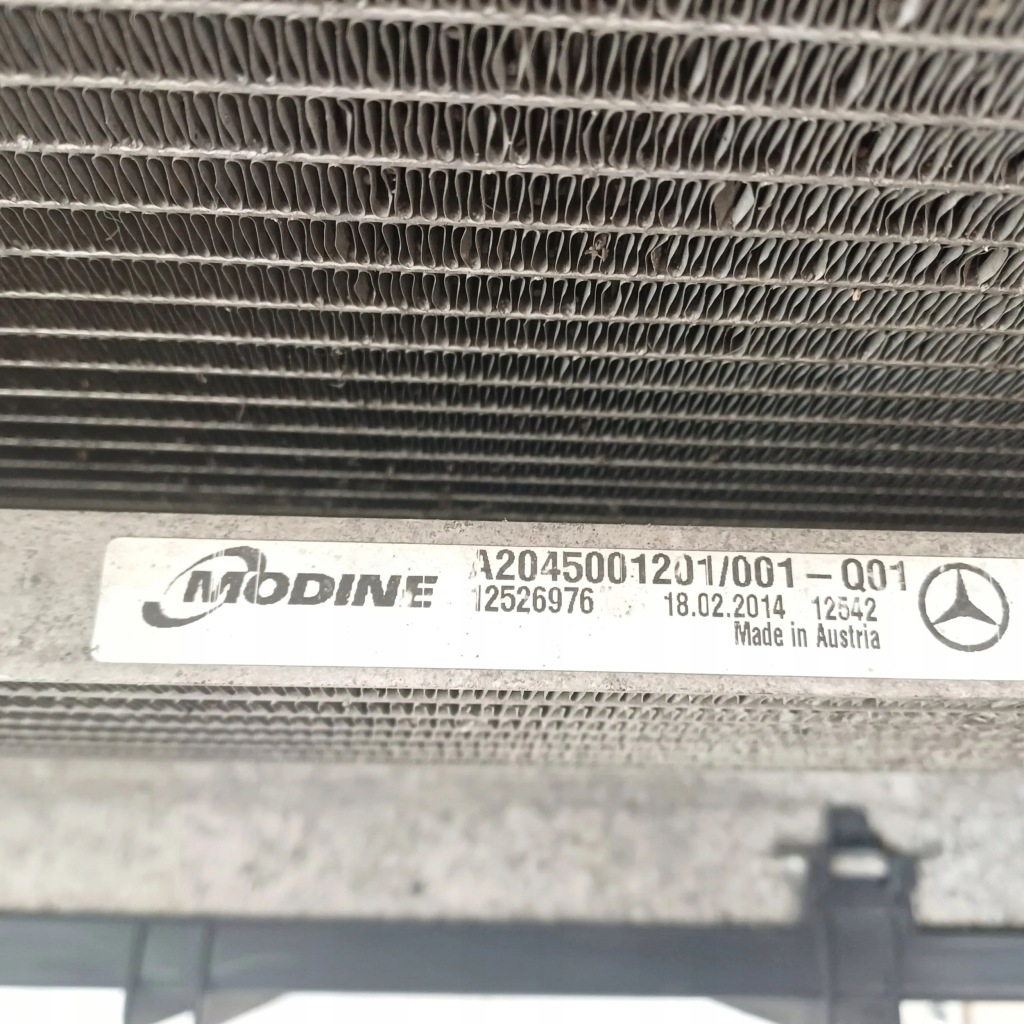 MODINE
A2045001201/001-Q01
12526976 18.02.2014 12542
Made in Austria